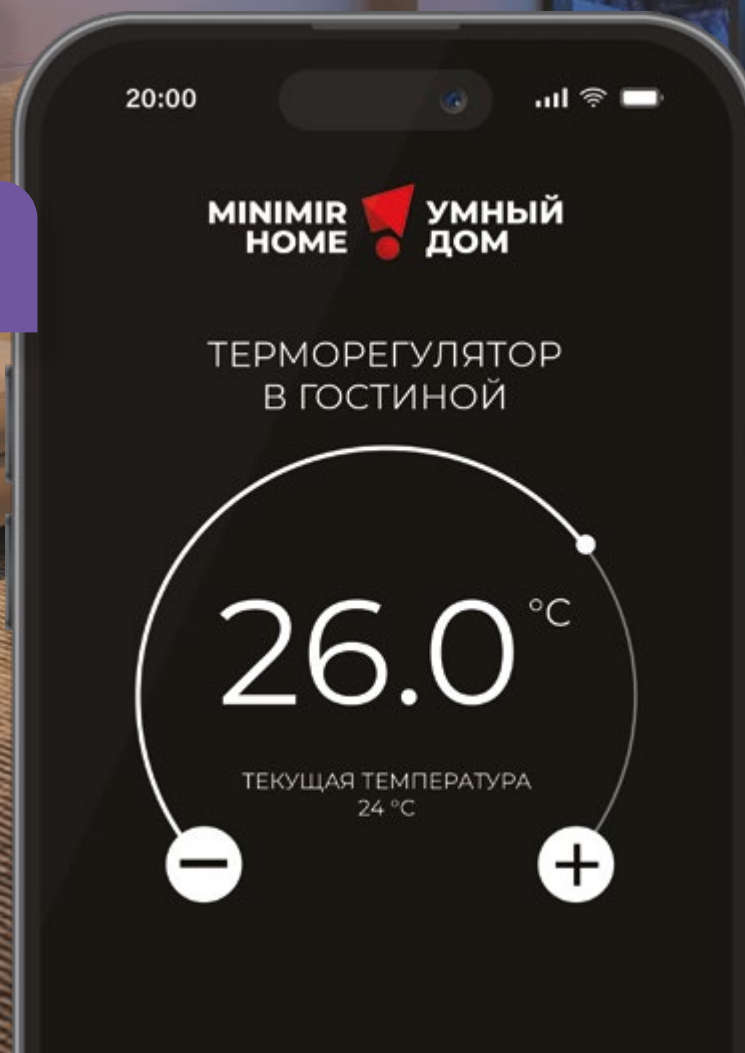 20:00
MINIMIR УМНЫЙ
HOME ДОМ
ТЕРМОРЕГУЛЯТОР
В ГОСТИНОЙ
26.0 °C
ТЕКУЩАЯ ТЕМПЕРАТУРА
24 °C
− +